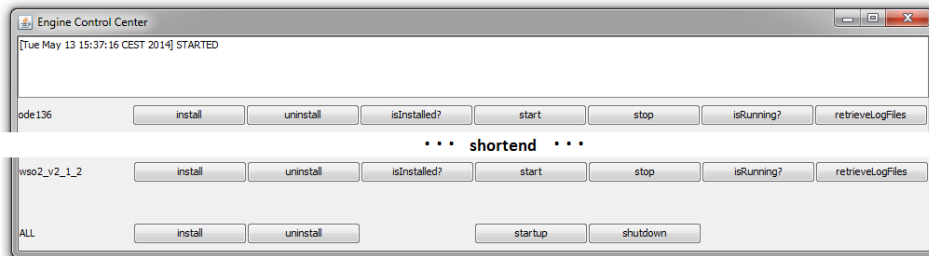 Engine Control Center
[Tue May 13 15:37:16 CEST 2014] STARTED
ode136 install uninstall isInstalled? start stop isRunning? retrieveLogFiles
··· shortend ···
wso2_v2_1_2 install uninstall isInstalled? start stop isRunning? retrieveLogFiles
ALL install uninstall startup shutdown